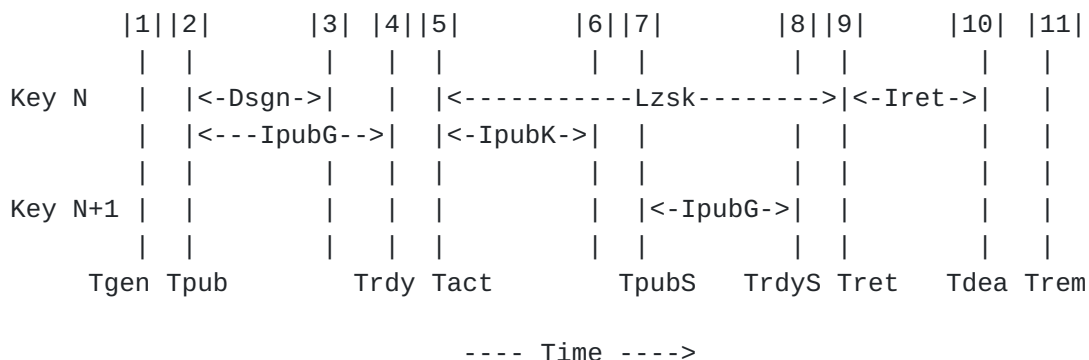 |1||2| |3| |4||5| |6||7| |8||9| |10| |11|
| | | | | | | | | | |
Key N | |<-Dsgn->| | |<-----------Lzsk-------->|<-Iret->| |
| |<---IpubG-->| |<-IpubK->| | | | | |
| | | | | | | | | | |
Key N+1 | | | | | | |<-IpubG->| | | |
| | | | | | | | | | |
Tgen Tpub Trdy Tact TpubS TrdyS Tret Tdea Trem
---- Time ---->